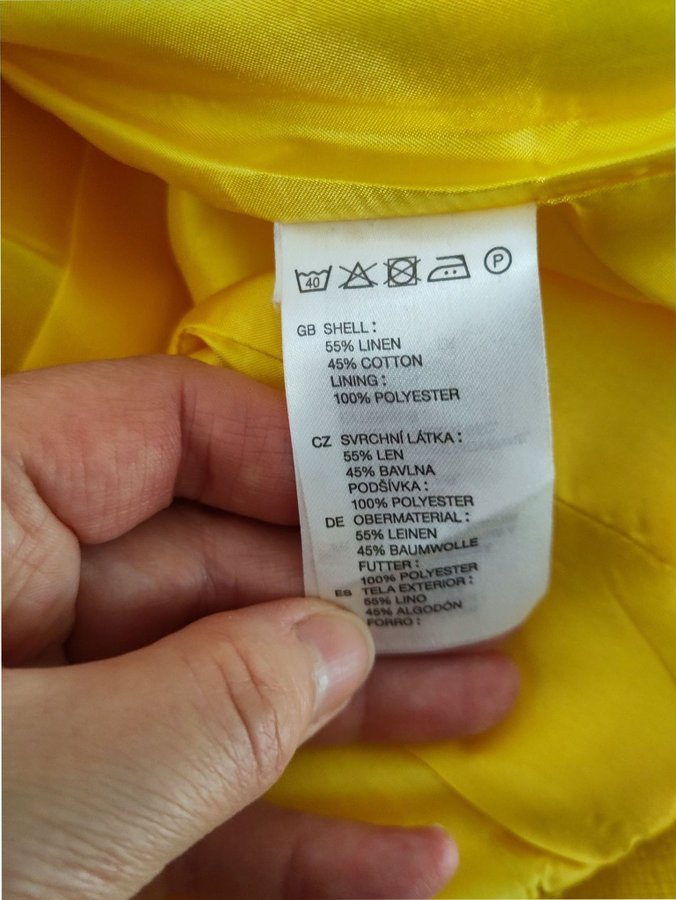 40 P
GB SHELL:
55% LINEN
45% COTTON
LINING:
100% POLYESTER
CZ SVRCHNÍ LÁTKA:
55% LEN
45% BAVLNA
PODŠÍVKA:
100% POLYESTER
DE OBERMATERIAL:
55% LEINEN
45% BAUMWOLLE
FUTTER:
100% POLYESTER
ES TELA EXTERIOR:
55% LINO
45% ALGODÓN
FORRO: